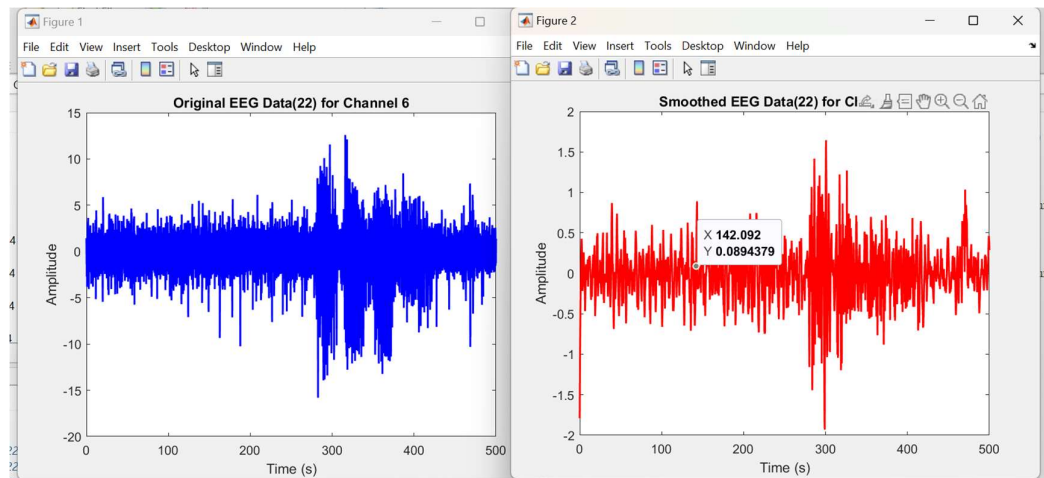 Figure 1
File Edit View Insert Tools Desktop Window Help
Original EEG Data(22) for Channel 6
15
10
5
0
-5
-10
-15
-20
Amplitude
0 100 200 300 400 500
Time (s)
Figure 2
File Edit View Insert Tools Desktop Window Help
Smoothed EEG Data(22) for
2
1.5
1
0.5
0
-0.5
-1
-1.5
-2
Amplitude
X 142.092
Y 0.0894379
0 100 200 300 400 500
Time (s)